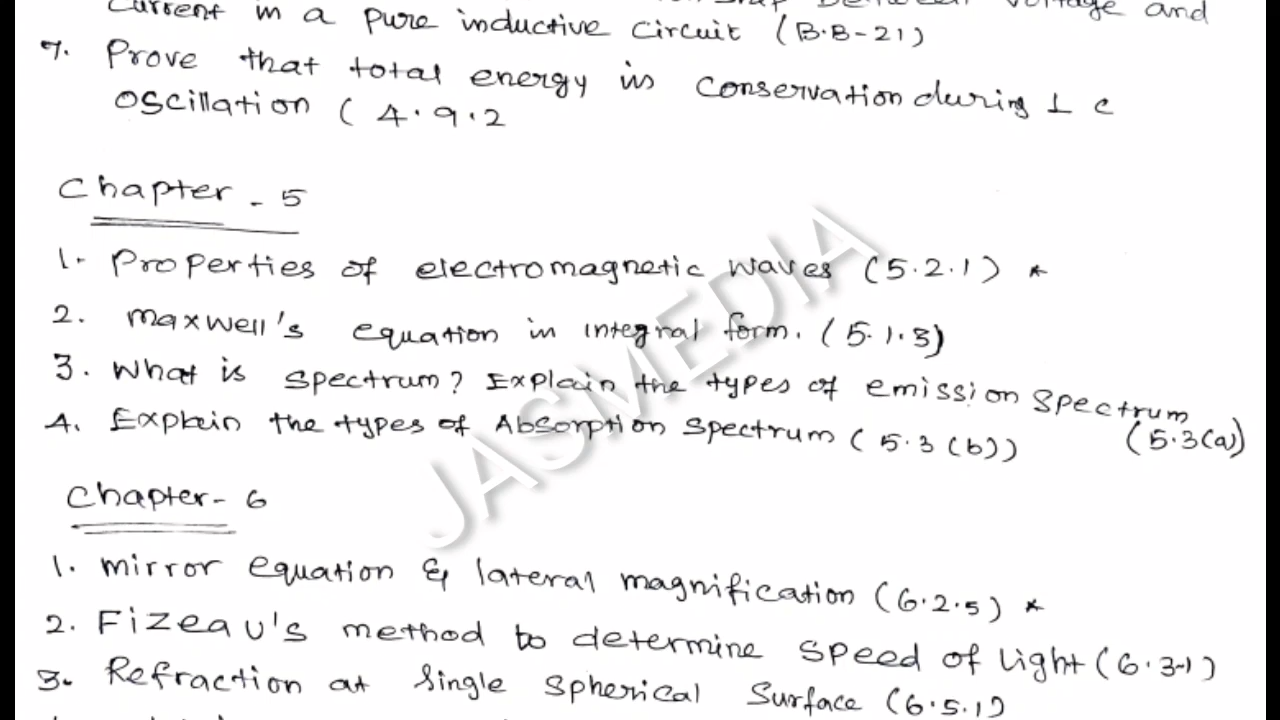 Current in a pure inductive circuit (B.B-21)
7. Prove that total energy is conservation during L C
oscillation (4.9.2
Chapter - 5
1. Properties of electromagnetic waves (5.2.1) *
2. Maxwell's equation in integral form. (5.1.3)
3. What is spectrum? Explain the types of emission spectrum
(5.3(a))
4. Explain the types of Absorption spectrum (5.3(b))
Chapter - 6
1. mirror equation & lateral magnification (6.2.5) *
2. Fizeau's method to determine speed of light (6.3.1)
3. Refraction at single spherical surface (6.5.1)
JASMEDIA